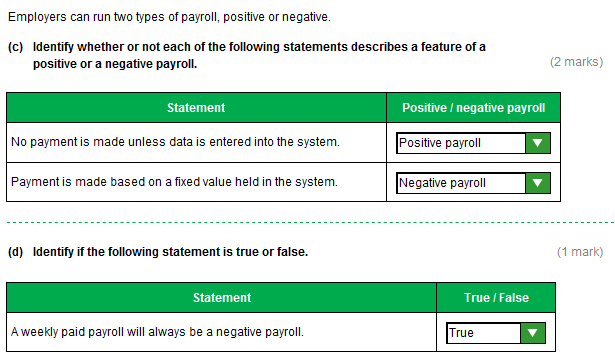 Employers can run two types of payroll, positive or negative.
(c) Identify whether or not each of the following statements describes a feature of a
positive or a negative payroll.
(2 marks)
Statement
Positive / negative payroll
No payment is made unless data is entered into the system.
Positive payroll
Payment is made based on a fixed value held in the system.
Negative payroll
(d) Identify if the following statement is true or false.
(1 mark)
Statement
True / False
A weekly paid payroll will always be a negative payroll.
True